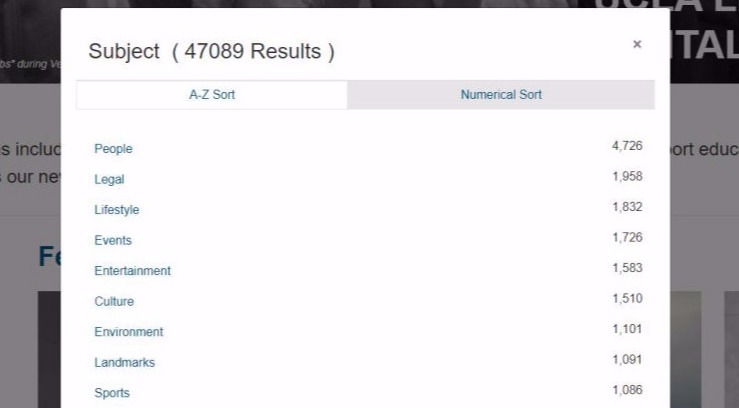 UCLA
ITAL
bs" during Ve
Subject ( 47089 Results )
×
A-Z Sort
Numerical Sort
s includ
ort educ
s our ne
People 4,726
Legal 1,958
Lifestyle 1,832
Events 1,726
Fe
Entertainment 1,583
Culture 1,510
Environment 1,101
Landmarks 1,091
Sports 1,086